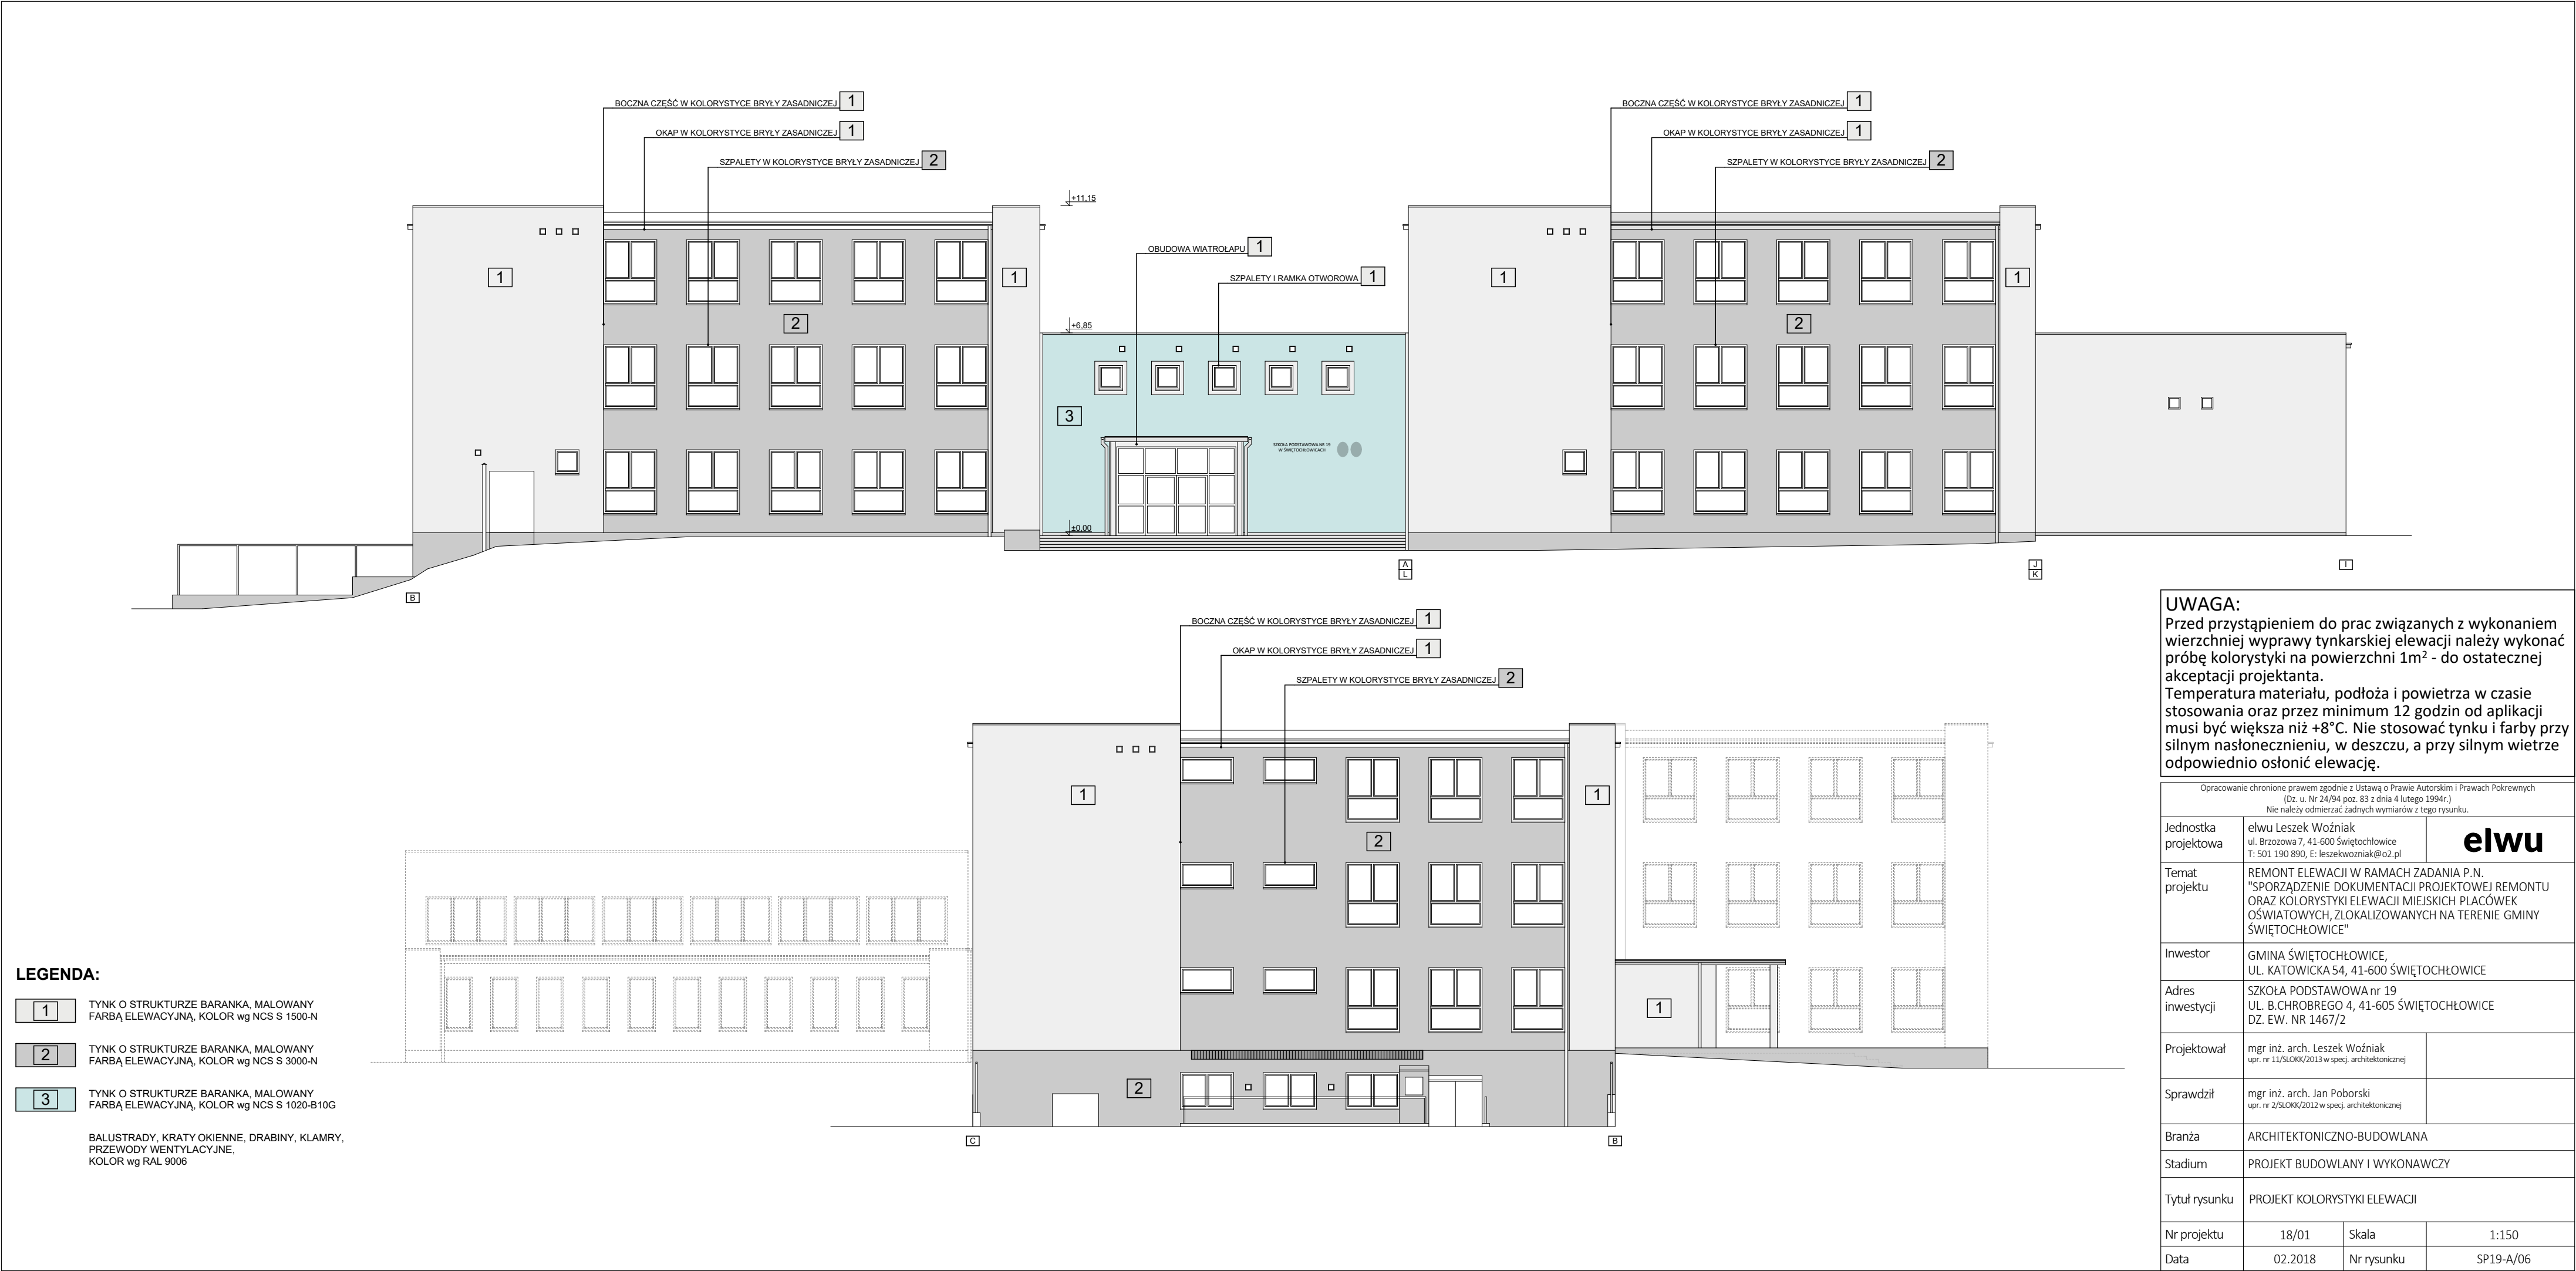 BOCZNA CZĘŚĆ W KOLORYSTYCE BRYŁY ZASADNICZEJ 1
OKAP W KOLORYSTYCE BRYŁY ZASADNICZEJ 1
SZPALETY W KOLORYSTYCE BRYŁY ZASADNICZEJ 2
BOCZNA CZĘŚĆ W KOLORYSTYCE BRYŁY ZASADNICZEJ 1
OKAP W KOLORYSTYCE BRYŁY ZASADNICZEJ 1
SZPALETY W KOLORYSTYCE BRYŁY ZASADNICZEJ 2
+11,15
OBUDOWA WIATROŁAPU 1
SZPALETY I RAMKA OTWOROWA 1
1
1
1
1
2
2
+6,85
3
SZKOŁA PODSTAWOWA NR 19
W ŚWIĘTOCHŁOWICACH
±0,00
A
L
J
K
I
B
BOCZNA CZĘŚĆ W KOLORYSTYCE BRYŁY ZASADNICZEJ 1
OKAP W KOLORYSTYCE BRYŁY ZASADNICZEJ 1
SZPALETY W KOLORYSTYCE BRYŁY ZASADNICZEJ 2
1
1
2
1
2
C
B
LEGENDA:
1
TYNK O STRUKTURZE BARANKA, MALOWANY
FARBĄ ELEWACYJNĄ, KOLOR wg NCS S 1500-N
2
TYNK O STRUKTURZE BARANKA, MALOWANY
FARBĄ ELEWACYJNĄ, KOLOR wg NCS S 3000-N
3
TYNK O STRUKTURZE BARANKA, MALOWANY
FARBĄ ELEWACYJNĄ, KOLOR wg NCS S 1020-B10G
BALUSTRADY, KRATY OKIENNE, DRABINY, KLAMRY,
PRZEWODY WENTYLACYJNE,
KOLOR wg RAL 9006
UWAGA:
Przed przystąpieniem do prac związanych z wykonaniem
wierzchniej wyprawy tynkarskiej elewacji należy wykonać
próbę kolorystyki na powierzchni 1m² - do ostatecznej
akceptacji projektanta.
Temperatura materiału, podłoża i powietrza w czasie
stosowania oraz przez minimum 12 godzin od aplikacji
musi być większa niż +8°C. Nie stosować tynku i farby przy
silnym nasłonecznieniu, w deszczu, a przy silnym wietrze
odpowiednio osłonić elewację.
Opracowanie chronione prawem zgodnie z Ustawą o Prawie Autorskim i Prawach Pokrewnych
(Dz. u. Nr 24/94 poz. 83 z dnia 4 lutego 1994r.)
Nie należy odmierzać żadnych wymiarów z tego rysunku.
Jednostka
projektowa
elwu Leszek Woźniak
ul. Brzozowa 7, 41-600 Świętochłowice
T: 501 190 890, E: leszekwozniak@o2.pl
elwu
Temat
projektu
REMONT ELEWACJI W RAMACH ZADANIA P.N.
"SPORZĄDZENIE DOKUMENTACJI PROJEKTOWEJ REMONTU
ORAZ KOLORYSTYKI ELEWACJI MIEJSKICH PLACÓWEK
OŚWIATOWYCH, ZLOKALIZOWANYCH NA TERENIE GMINY
ŚWIĘTOCHŁOWICE"
Inwestor
GMINA ŚWIĘTOCHŁOWICE,
UL. KATOWICKA 54, 41-600 ŚWIĘTOCHŁOWICE
Adres
inwestycji
SZKOŁA PODSTAWOWA nr 19
UL. B.CHROBREGO 4, 41-605 ŚWIĘTOCHŁOWICE
DZ. EW. NR 1467/2
Projektował
mgr inż. arch. Leszek Woźniak
upr. nr 11/SLOKK/2013 w specj. architektonicznej
Sprawdził
mgr inż. arch. Jan Poborski
upr. nr 2/SLOKK/2012 w specj. architektonicznej
Branża
ARCHITEKTONICZNO-BUDOWLANA
Stadium
PROJEKT BUDOWLANY I WYKONAWCZY
Tytuł rysunku
PROJEKT KOLORYSTYKI ELEWACJI
Nr projektu 18/01 Skala 1:150
Data 02.2018 Nr rysunku SP19-A/06